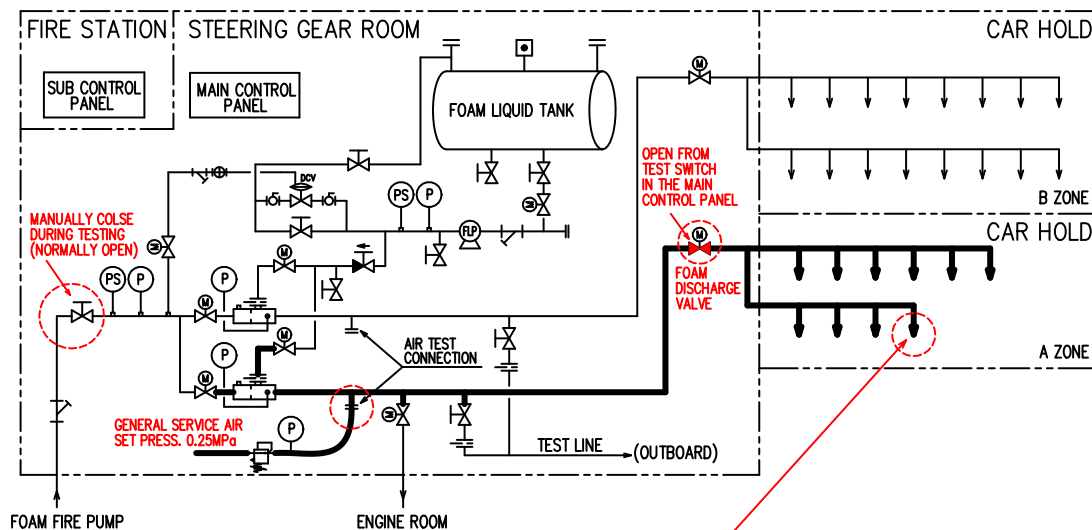 FIRE STATION
STEERING GEAR ROOM
CAR HOLD
SUB CONTROL
PANEL
MAIN CONTROL
PANEL
FOAM LIQUID TANK
M
OPEN FROM
TEST SWITCH
IN THE MAIN
CONTROL PANEL
B ZONE
DCV
PS
P
M
FLP
MANUALLY COLSE
DURING TESTING
(NORMALLY OPEN)
M
PS
P
P
M
M
M
FOAM
DISCHARGE
VALVE
CAR HOLD
A ZONE
M
P
M
AIR TEST
CONNECTION
GENERAL SERVICE AIR
SET PRESS. 0.25MPa
P
M
TEST LINE
(OUTBOARD)
FOAM FIRE PUMP
ENGINE ROOM